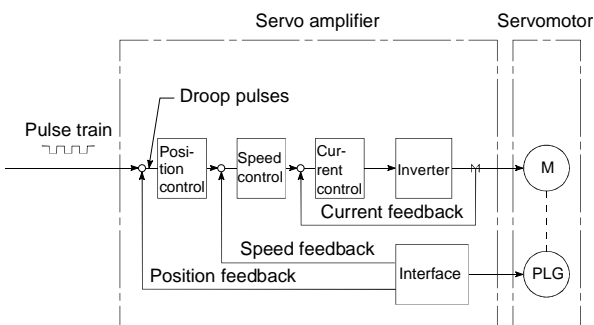 Servo amplifier
Servomotor
Droop pulses
Pulse train
Posi-
tion
control
Speed
control
Cur-
rent
control
Inverter
M
Current feedback
Speed feedback
Position feedback
Interface
PLG